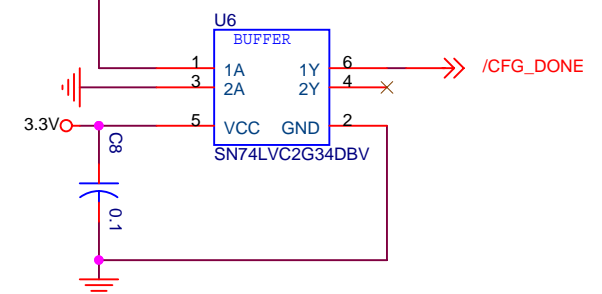 U6
BUFFER
1 1A 1Y 6 /CFG_DONE
3 2A 2Y 4
3.3V 5 VCC GND 2
C8
SN74LVC2G34DBV
0.1